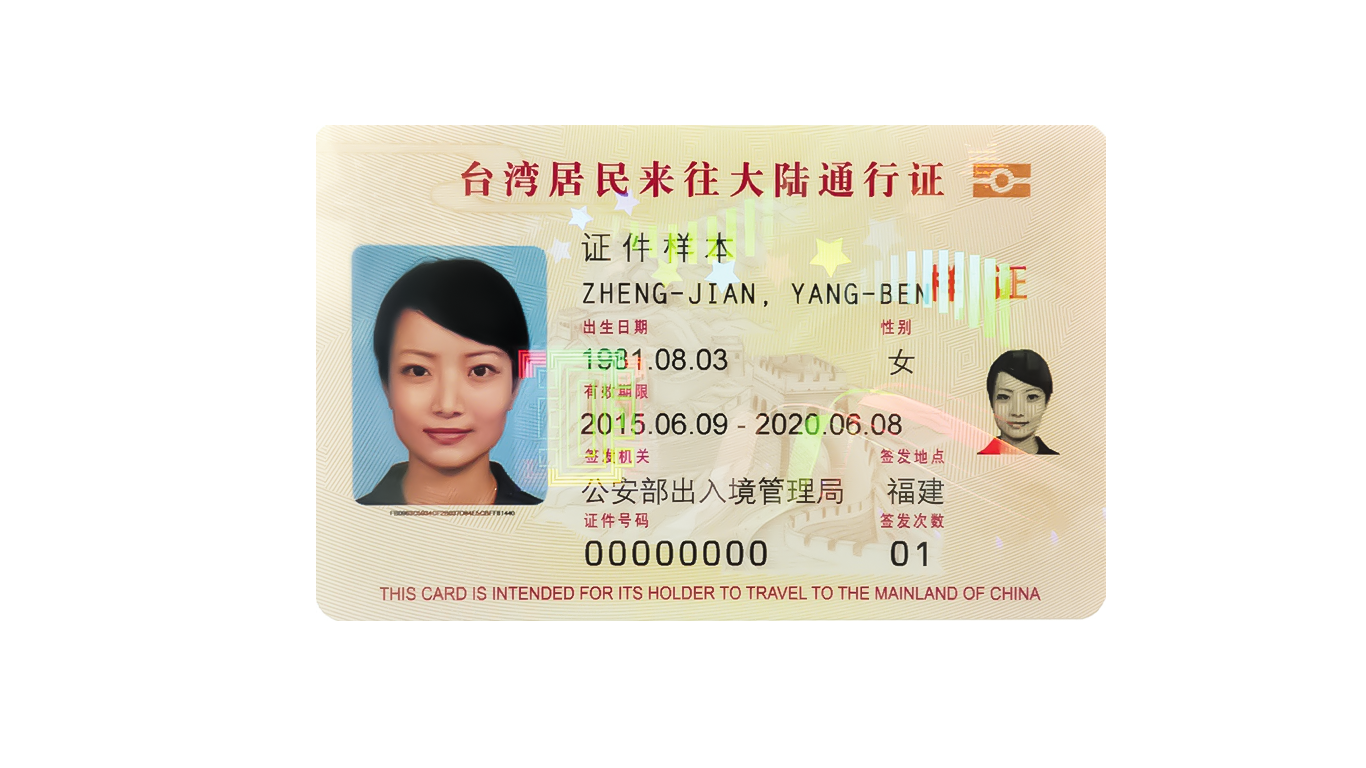 台湾居民来往大陆通行证
证件样本
ZHENG-JIAN, YANG-BEN
样 证
出生日期 性别
1981.08.03 女
有效期限
2015.06.09 - 2020.06.08
签发机关 签发地点
公安部出入境管理局 福建
证件号码 签发次数
00000000 01
THIS CARD IS INTENDED FOR ITS HOLDER TO TRAVEL TO THE MAINLAND OF CHINA